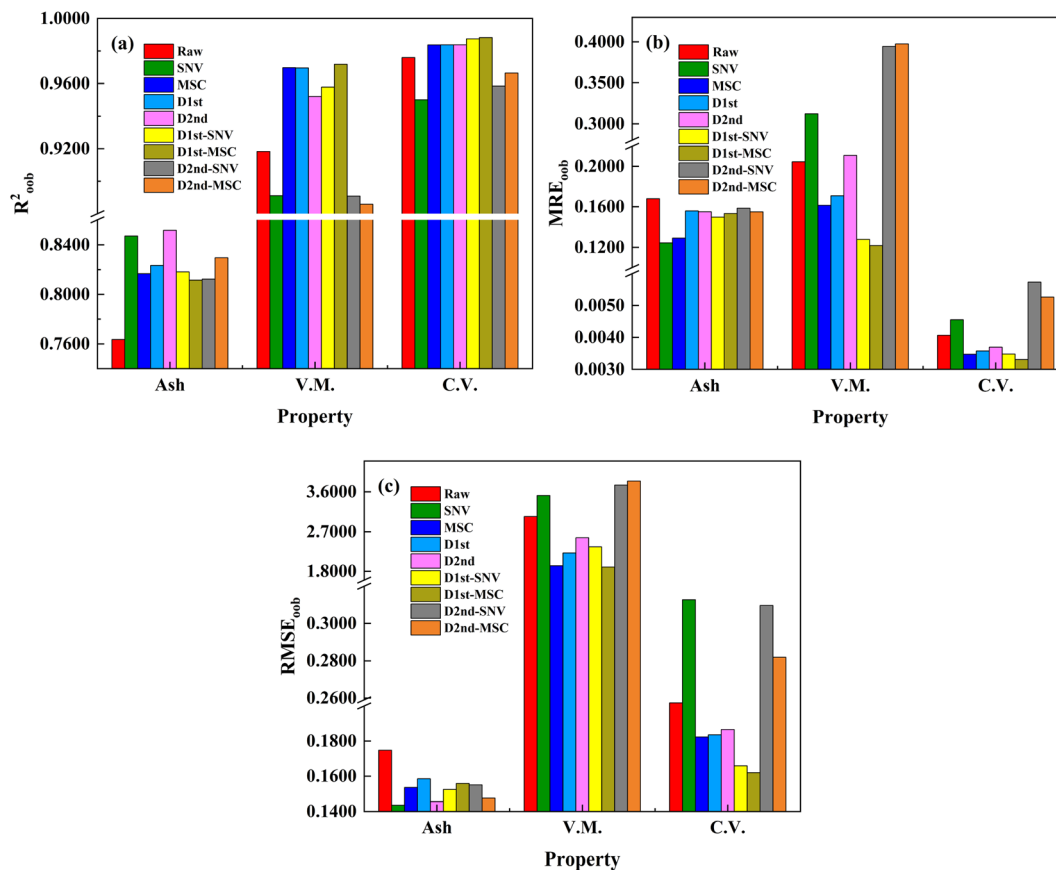 (a)
Raw
SNV
MSC
D1st
D2nd
D1st-SNV
D1st-MSC
D2nd-SNV
D2nd-MSC
1.0000
0.9600
0.9200
0.8400
0.8000
0.7600
R²oob
Ash V.M. C.V.
Property
(b)
Raw
SNV
MSC
D1st
D2nd
D1st-SNV
D1st-MSC
D2nd-SNV
D2nd-MSC
0.4000
0.3500
0.3000
0.2000
0.1600
0.1200
0.0050
0.0040
0.0030
MREoob
Ash V.M. C.V.
Property
(c)
Raw
SNV
MSC
D1st
D2nd
D1st-SNV
D1st-MSC
D2nd-SNV
D2nd-MSC
3.6000
2.7000
1.8000
0.3000
0.2800
0.2600
0.1800
0.1600
0.1400
RMSEoob
Ash V.M. C.V.
Property